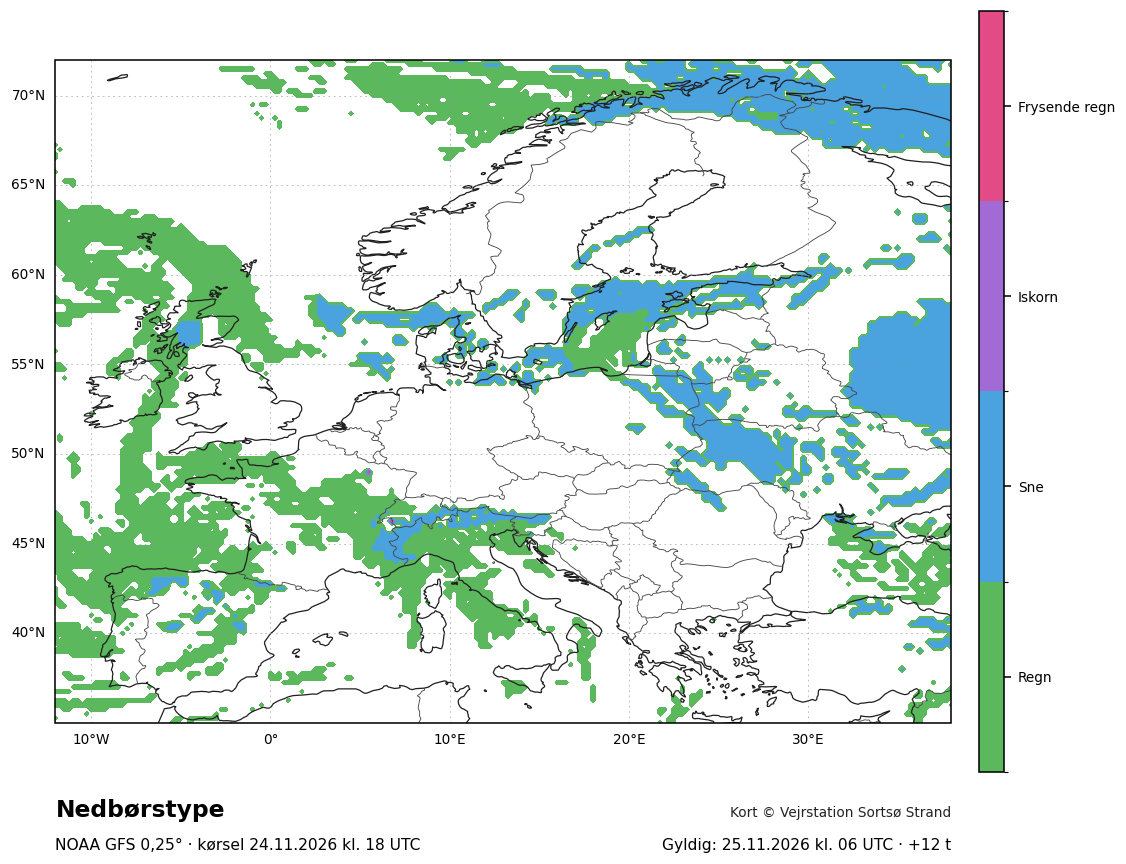 Frysende regn
Iskorn
Sne
Regn
70°N
65°N
60°N
55°N
50°N
45°N
40°N
10°W
0°
10°E
20°E
30°E
Nedbørstype
Kort © Vejrstation Sortsø Strand
NOAA GFS 0,25° · kørsel 24.11.2026 kl. 18 UTC
Gyldig: 25.11.2026 kl. 06 UTC · +12 t